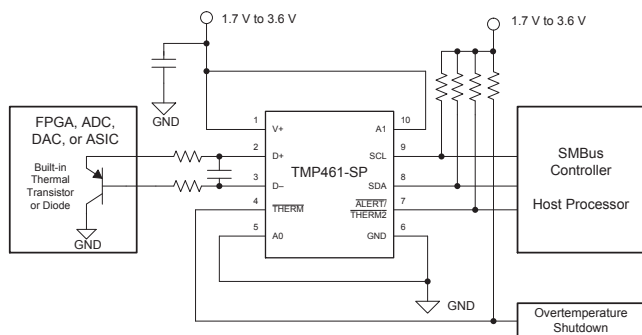 1.7 V to 3.6 V
1.7 V to 3.6 V
GND
FPGA, ADC,
DAC, or ASIC
Built-in
Thermal
Transistor
or Diode
GND
1
V+
2
D+
3
D–
4
THERM
5
A0
TMP461-SP
A1
10
SCL
9
SDA
8
ALERT/
THERM2
7
GND
6
GND
SMBus
Controller
Host Processor
Overtemperature
Shutdown